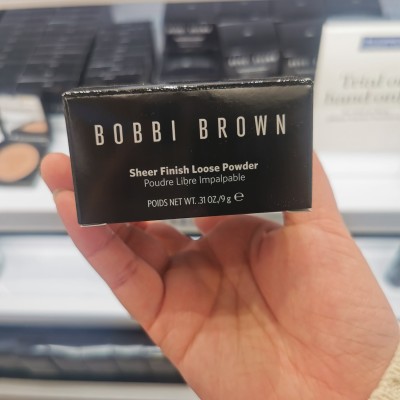 BOBBI BROWN
Sheer Finish Loose Powder
Poudre Libre Impalpable
POIDS NET WT. .31 OZ./9 g ℮